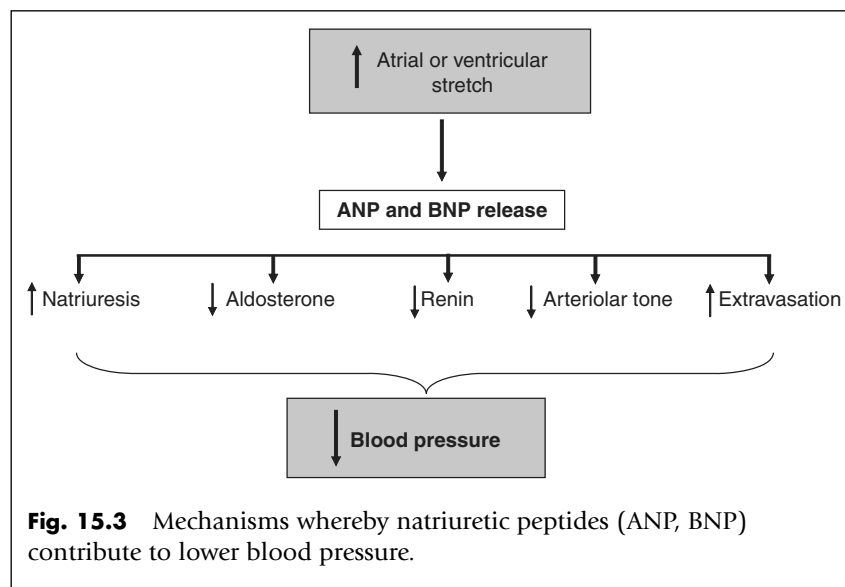 Atrial or ventricular
stretch
ANP and BNP release
Natriuresis
Aldosterone
Renin
Arteriolar tone
Extravasation
Blood pressure
Fig. 15.3 Mechanisms whereby natriuretic peptides (ANP, BNP)
contribute to lower blood pressure.